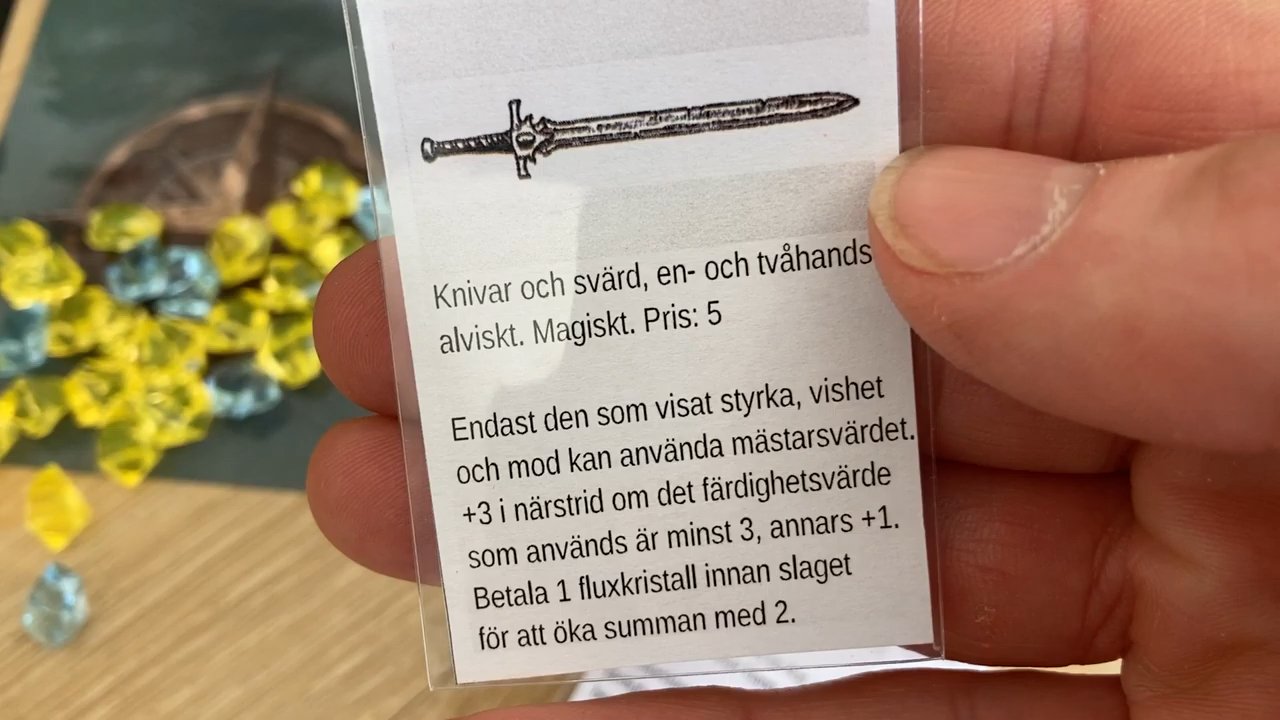 Knivar och svärd, en- och tvåhands
alviskt. Magiskt. Pris: 5
Endast den som visat styrka, vishet
och mod kan använda mästarsvärdet.
+3 i närstrid om det färdighetsvärde
som används är minst 3, annars +1.
Betala 1 fluxkristall innan slaget
för att öka summan med 2.